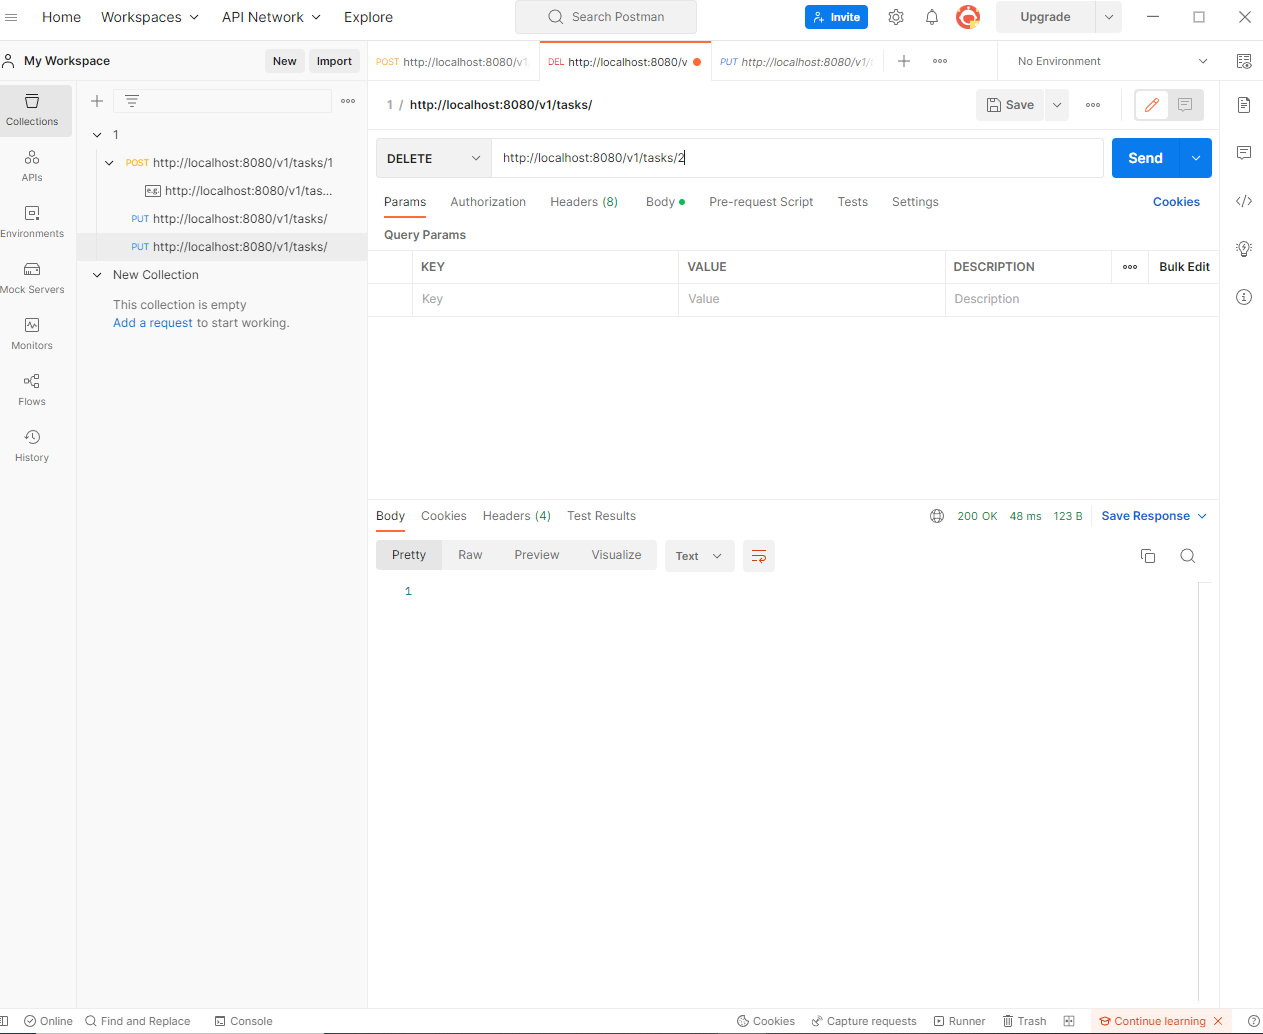 Home Workspaces API Network Explore Search Postman Invite Upgrade
My Workspace New Import POST http://localhost:8080/v1 DEL http://localhost:8080/v PUT http://localhost:8080/v1/t No Environment
Collections
APIs
Environments
Mock Servers
Monitors
Flows
History
1
POST http://localhost:8080/v1/tasks/1
e.g. http://localhost:8080/v1/tas...
PUT http://localhost:8080/v1/tasks/
PUT http://localhost:8080/v1/tasks/
New Collection
This collection is empty
Add a request to start working.
1 / http://localhost:8080/v1/tasks/ Save
DELETE http://localhost:8080/v1/tasks/2 Send
Params Authorization Headers (8) Body Pre-request Script Tests Settings Cookies
Query Params
KEY VALUE DESCRIPTION Bulk Edit
Key Value Description
Body Cookies Headers (4) Test Results 200 OK 48 ms 123 B Save Response
Pretty Raw Preview Visualize Text
1
Online Find and Replace Console Cookies Capture requests Runner Trash Continue learning